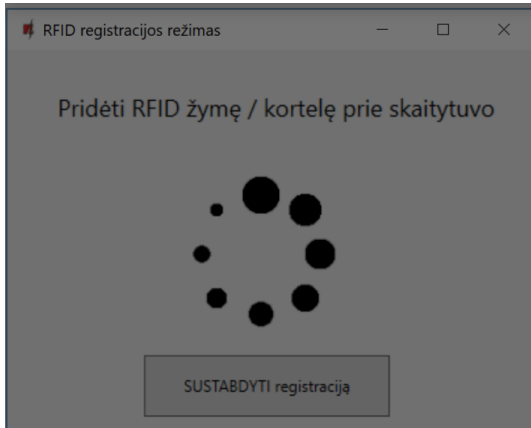 RFID registracijos režimas
Pridėti RFID žymę / kortelę prie skaitytuvo
SUSTABDYTI registraciją